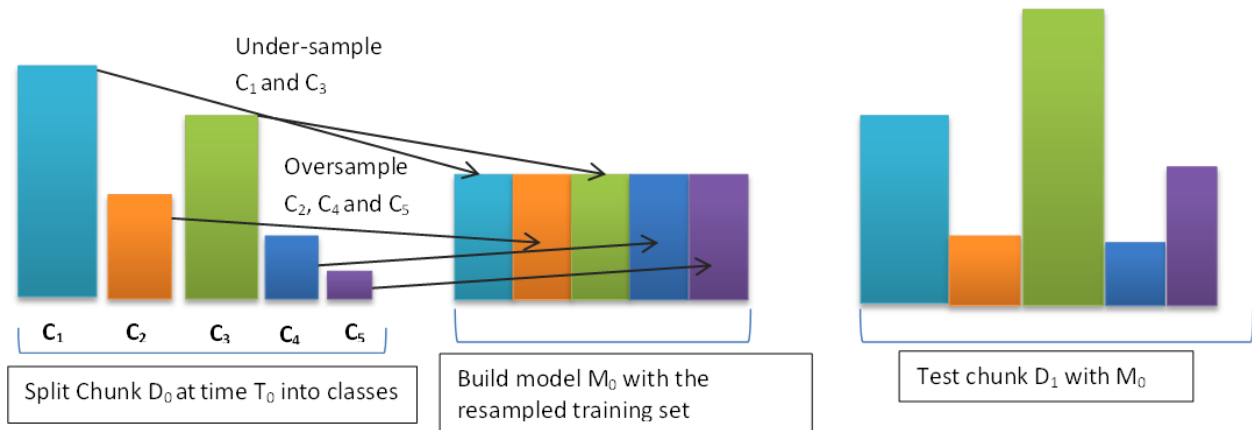 Under-sample
C₁ and C₃
Oversample
C₂, C₄ and C₅
C₁ C₂ C₃ C₄ C₅
Split Chunk D₀ at time T₀ into classes
Build model M₀ with the
resampled training set
Test chunk D₁ with M₀